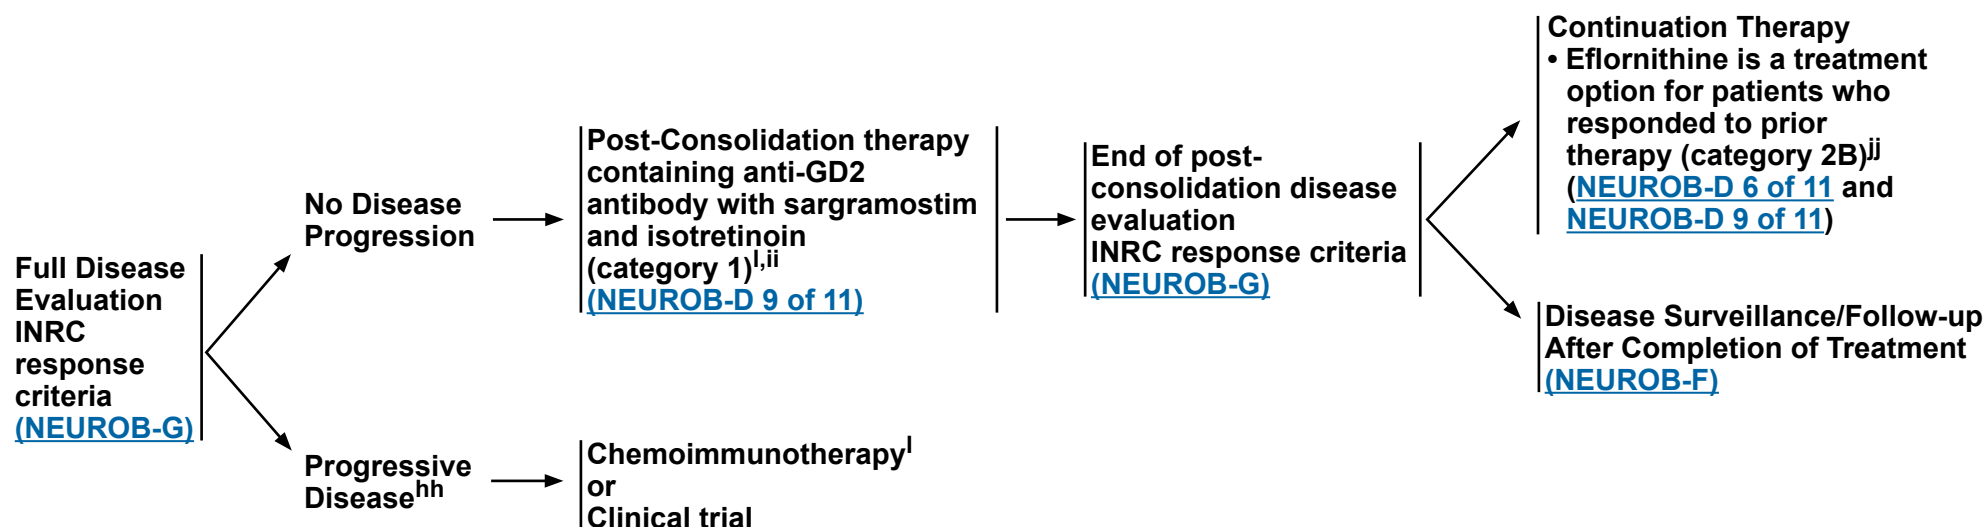 Full Disease
Evaluation
INRC
response
criteria
(NEUROB-G)
No Disease
Progression
Post-Consolidation therapy
containing anti-GD2
antibody with sargramostim
and isotretinoin
(category 1)l,ii
(NEUROB-D 9 of 11)
End of post-
consolidation disease
evaluation
INRC response criteria
(NEUROB-G)
Continuation Therapy
• Eflornithine is a treatment
option for patients who
responded to prior
therapy (category 2B)jj
(NEUROB-D 6 of 11 and
NEUROB-D 9 of 11)
Disease Surveillance/Follow-up
After Completion of Treatment
(NEUROB-F)
Progressive
Diseasehh
Chemoimmunotherapyl
or
Clinical trial